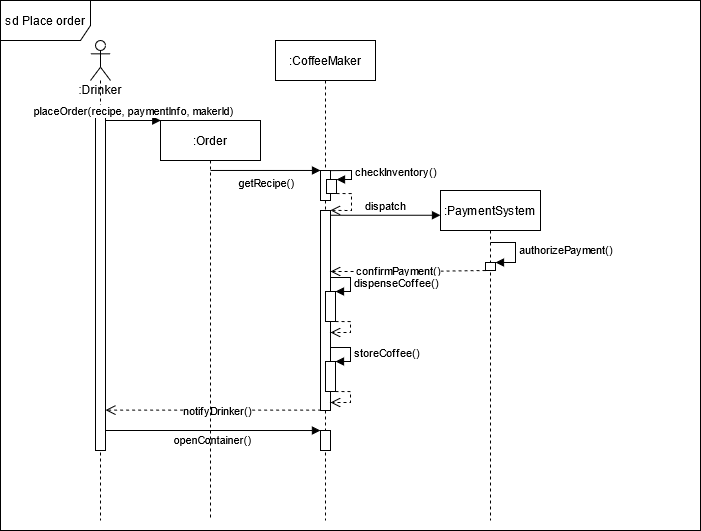 sd Place order
:CoffeeMaker
:Drinker
placeOrder(recipe, paymentInfo, makerId)
:Order
checkInventory()
getRecipe()
dispatch
:PaymentSystem
authorizePayment()
confirmPayment()
dispenseCoffee()
storeCoffee()
notifyDrinker()
openContainer()